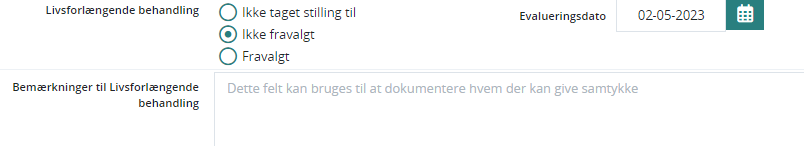 Livsforlængende behandling
Ikke taget stilling til
Evalueringsdato
02-05-2023
Ikke fravalgt
Fravalgt
Bemærkninger til Livsforlængende
behandling
Dette felt kan bruges til at dokumentere hvem der kan give samtykke